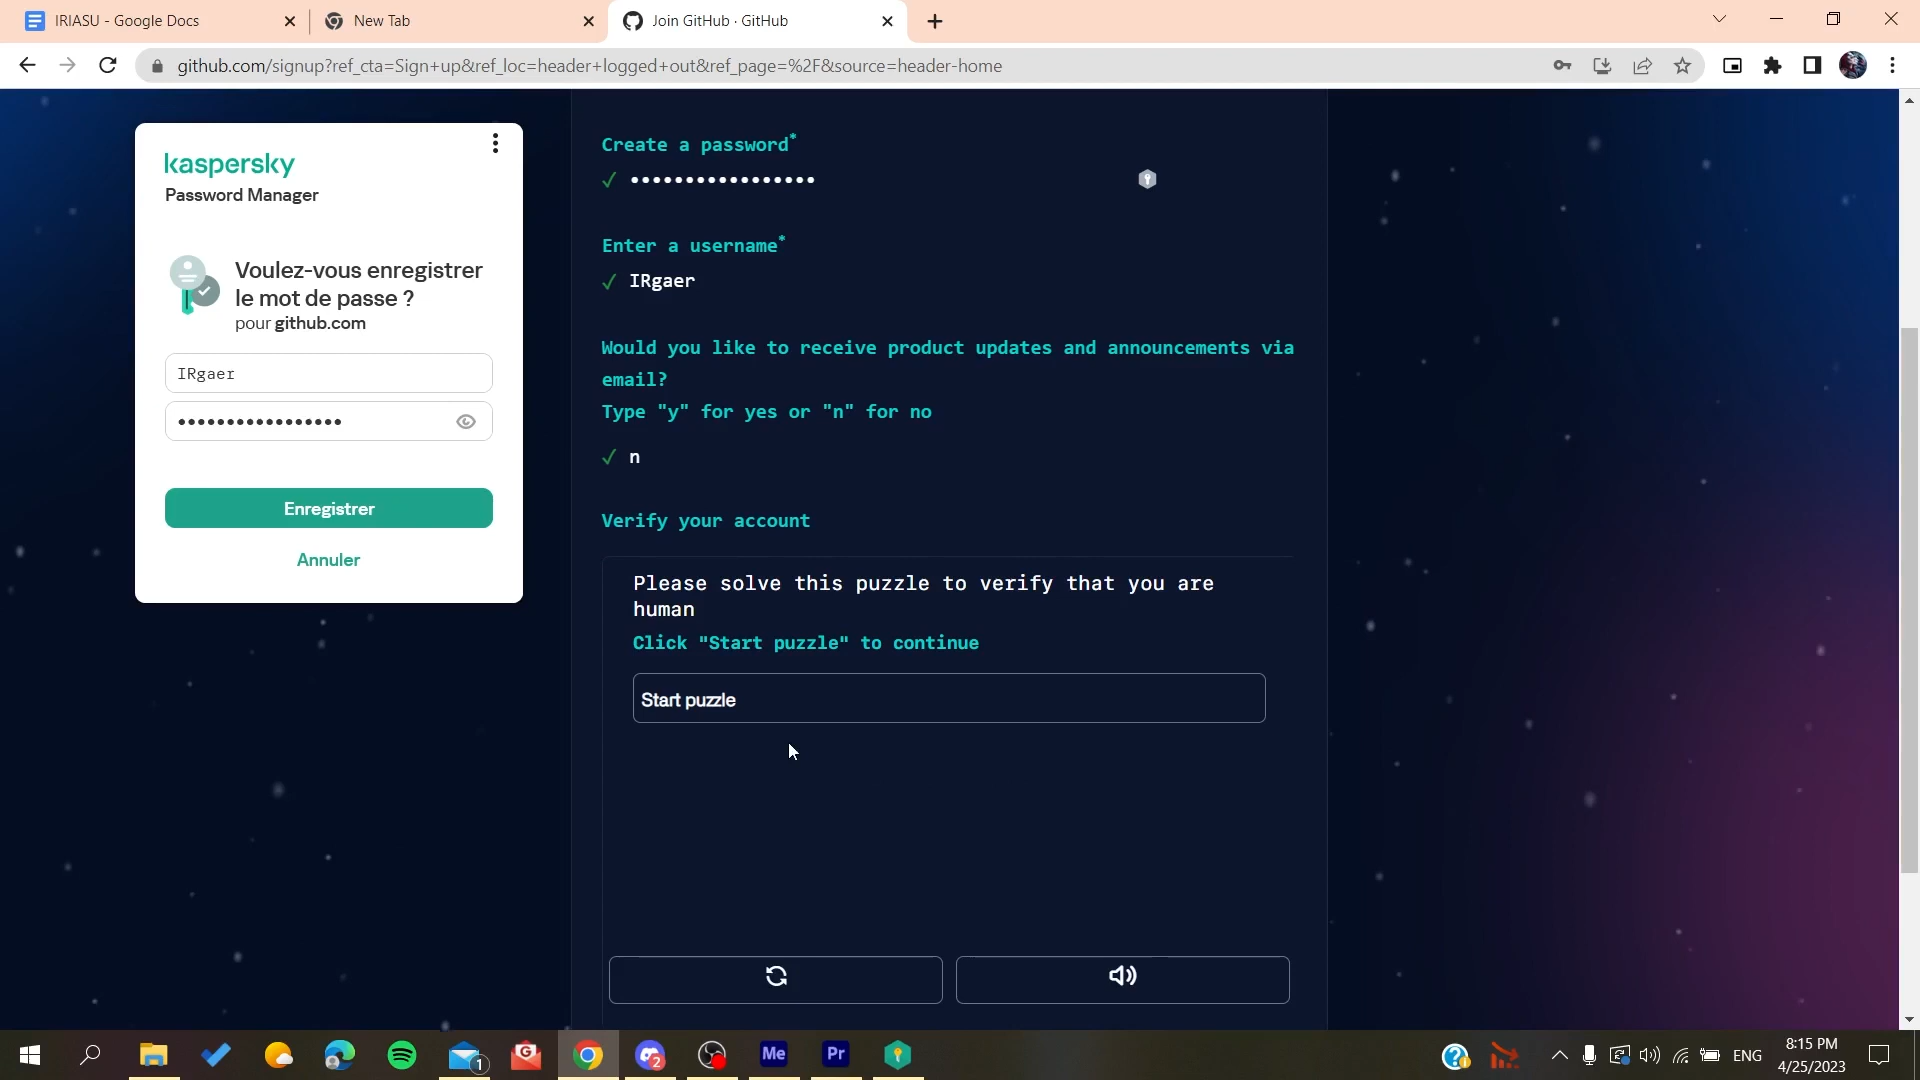 IRIASU - Google Docs
New Tab
Join GitHub · GitHub
github.com/signup?ref_cta=Sign+up&ref_loc=header+logged+out&ref_page=%2F&source=header-home
kaspersky
Password Manager
Voulez-vous enregistrer
le mot de passe ?
pour github.com
IRgaer
•••••••••••••••••
Enregistrer
Annuler
Create a password*
✓ •••••••••••••••••
Enter a username*
✓ IRgaer
Would you like to receive product updates and announcements via
email?
Type "y" for yes or "n" for no
✓ n
Verify your account
Please solve this puzzle to verify that you are
human
Click "Start puzzle" to continue
Start puzzle
1
G
2
Me
Pr
ENG
8:15 PM
4/25/2023